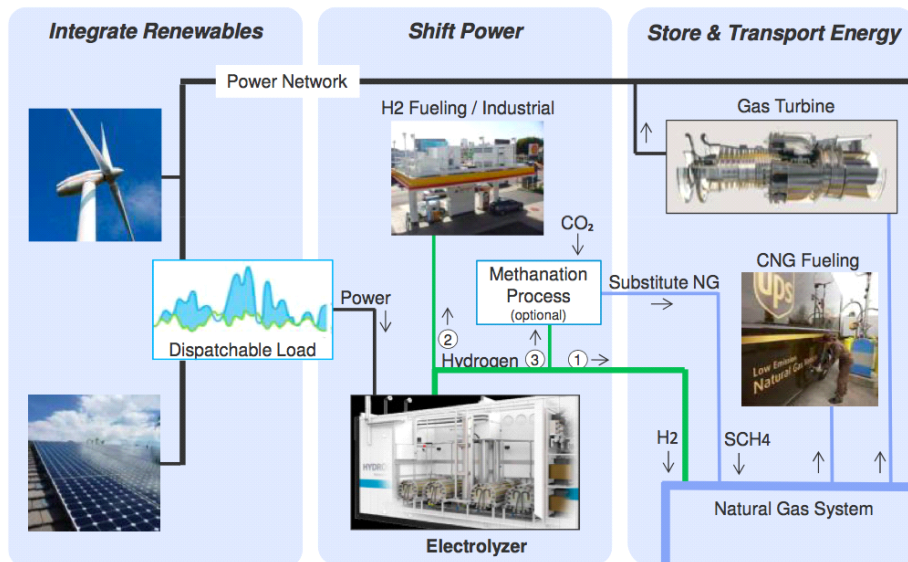 Integrate Renewables
Shift Power
Store & Transport Energy
Power Network
H2 Fueling / Industrial
Gas Turbine
CO₂
CNG Fueling
Methanation
Process
(optional)
Substitute NG
ups
Power
Dispatchable Load
2
Hydrogen
3
1
Low Emission
Natural Gas
HYDRO
H2
SCH4
Natural Gas System
Electrolyzer